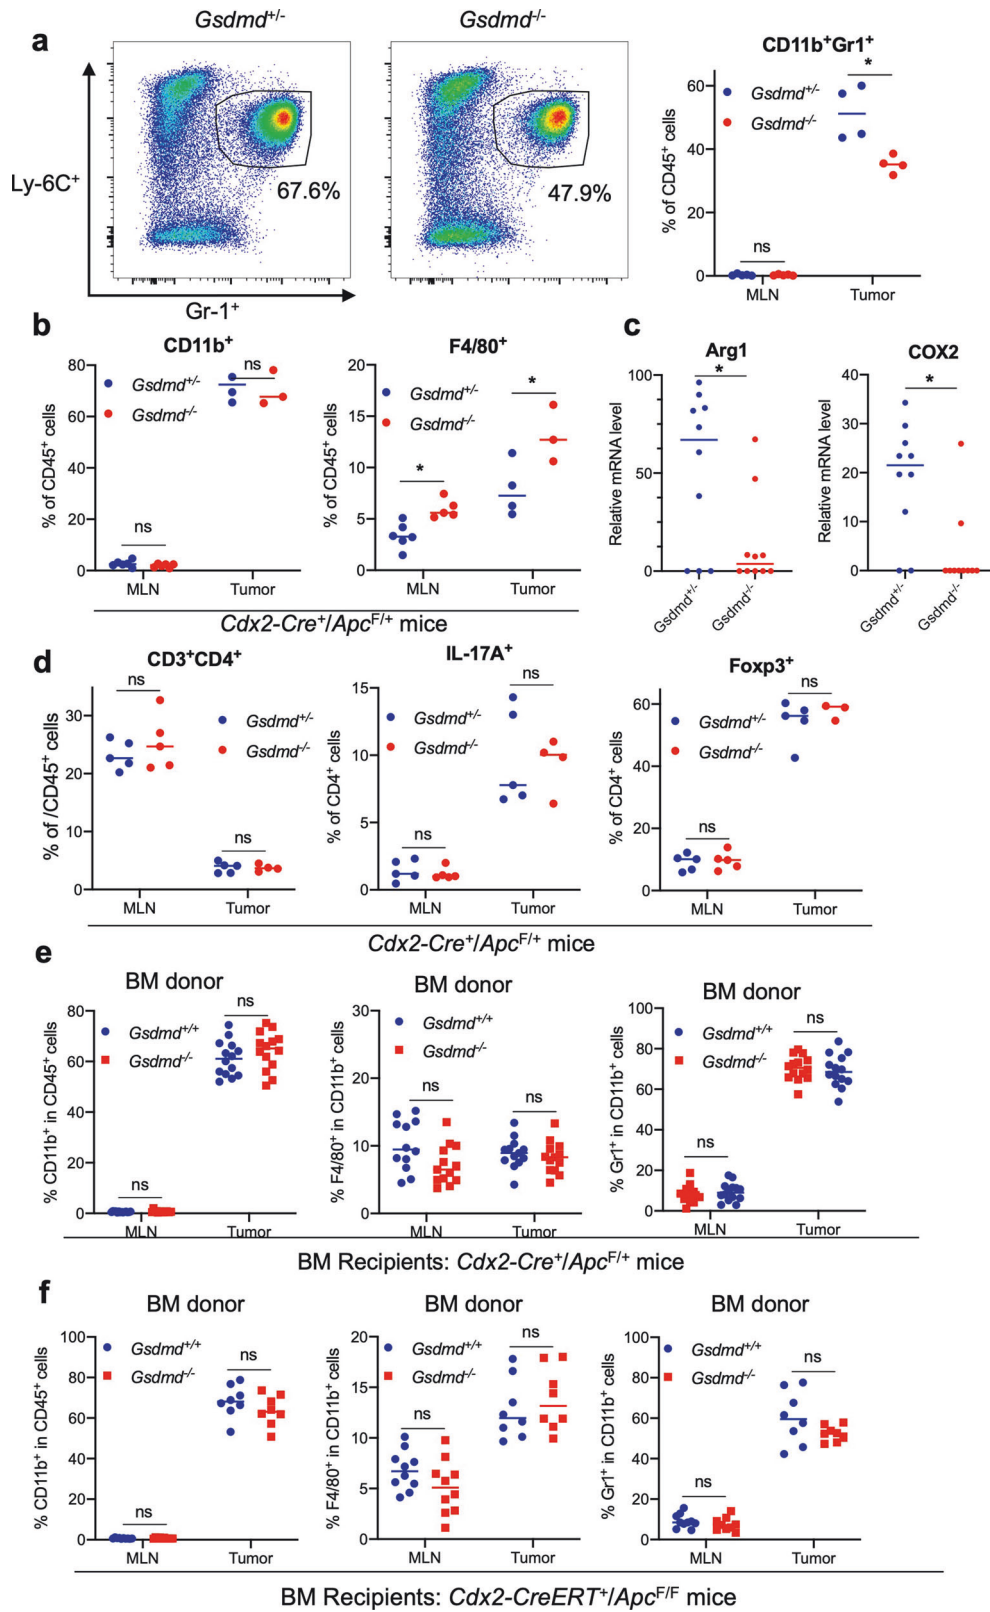 a
Gsdmd+/-
Gsdmd-/-
Ly-6C+
67.6%
47.9%
Gr-1+
CD11b+Gr1+
% of CD45+ cells
60
40
20
0
Gsdmd+/-
Gsdmd-/-
*
ns
MLN
Tumor
b
CD11b+
% of CD45+ cells
80
60
40
20
0
Gsdmd+/-
Gsdmd-/-
ns
ns
MLN
Tumor
F4/80+
% of CD45+ cells
20
15
10
5
0
Gsdmd+/-
Gsdmd-/-
*
*
MLN
Tumor
Cdx2-Cre+/ApcF/+ mice
c
Arg1
Relative mRNA level
100
50
0
*
Gsdmd+/-
Gsdmd-/-
COX2
Relative mRNA level
40
30
20
10
0
*
Gsdmd+/-
Gsdmd-/-
d
CD3+CD4+
% of /CD45+ cells
30
20
10
0
ns
Gsdmd+/-
Gsdmd-/-
ns
MLN
Tumor
IL-17A+
% of CD4+ cells
15
10
5
0
Gsdmd+/-
Gsdmd-/-
ns
ns
MLN
Tumor
Foxp3+
% of CD4+ cells
60
40
20
0
Gsdmd+/-
Gsdmd-/-
ns
ns
MLN
Tumor
Cdx2-Cre+/ApcF/+ mice
e
BM donor
% CD11b+ in CD45+ cells
80
60
40
20
0
Gsdmd+/+
Gsdmd-/-
ns
ns
MLN
Tumor
BM donor
% F4/80+ in CD11b+ cells
30
20
10
0
Gsdmd+/+
Gsdmd-/-
ns
ns
MLN
Tumor
BM donor
% Gr1+ in CD11b+ cells
100
80
60
40
20
0
Gsdmd+/+
Gsdmd-/-
ns
ns
MLN
Tumor
BM Recipients: Cdx2-Cre+/ApcF/+ mice
f
BM donor
% CD11b+ in CD45+ cells
100
80
60
40
20
0
Gsdmd+/+
Gsdmd-/-
ns
ns
MLN
Tumor
BM donor
% F4/80+ in CD11b+ cells
20
15
10
5
0
Gsdmd+/+
Gsdmd-/-
ns
ns
MLN
Tumor
BM donor
% Gr1+ in CD11b+ cells
100
80
60
40
20
0
Gsdmd+/+
Gsdmd-/-
ns
ns
MLN
Tumor
BM Recipients: Cdx2-CreERT+/ApcF/F mice